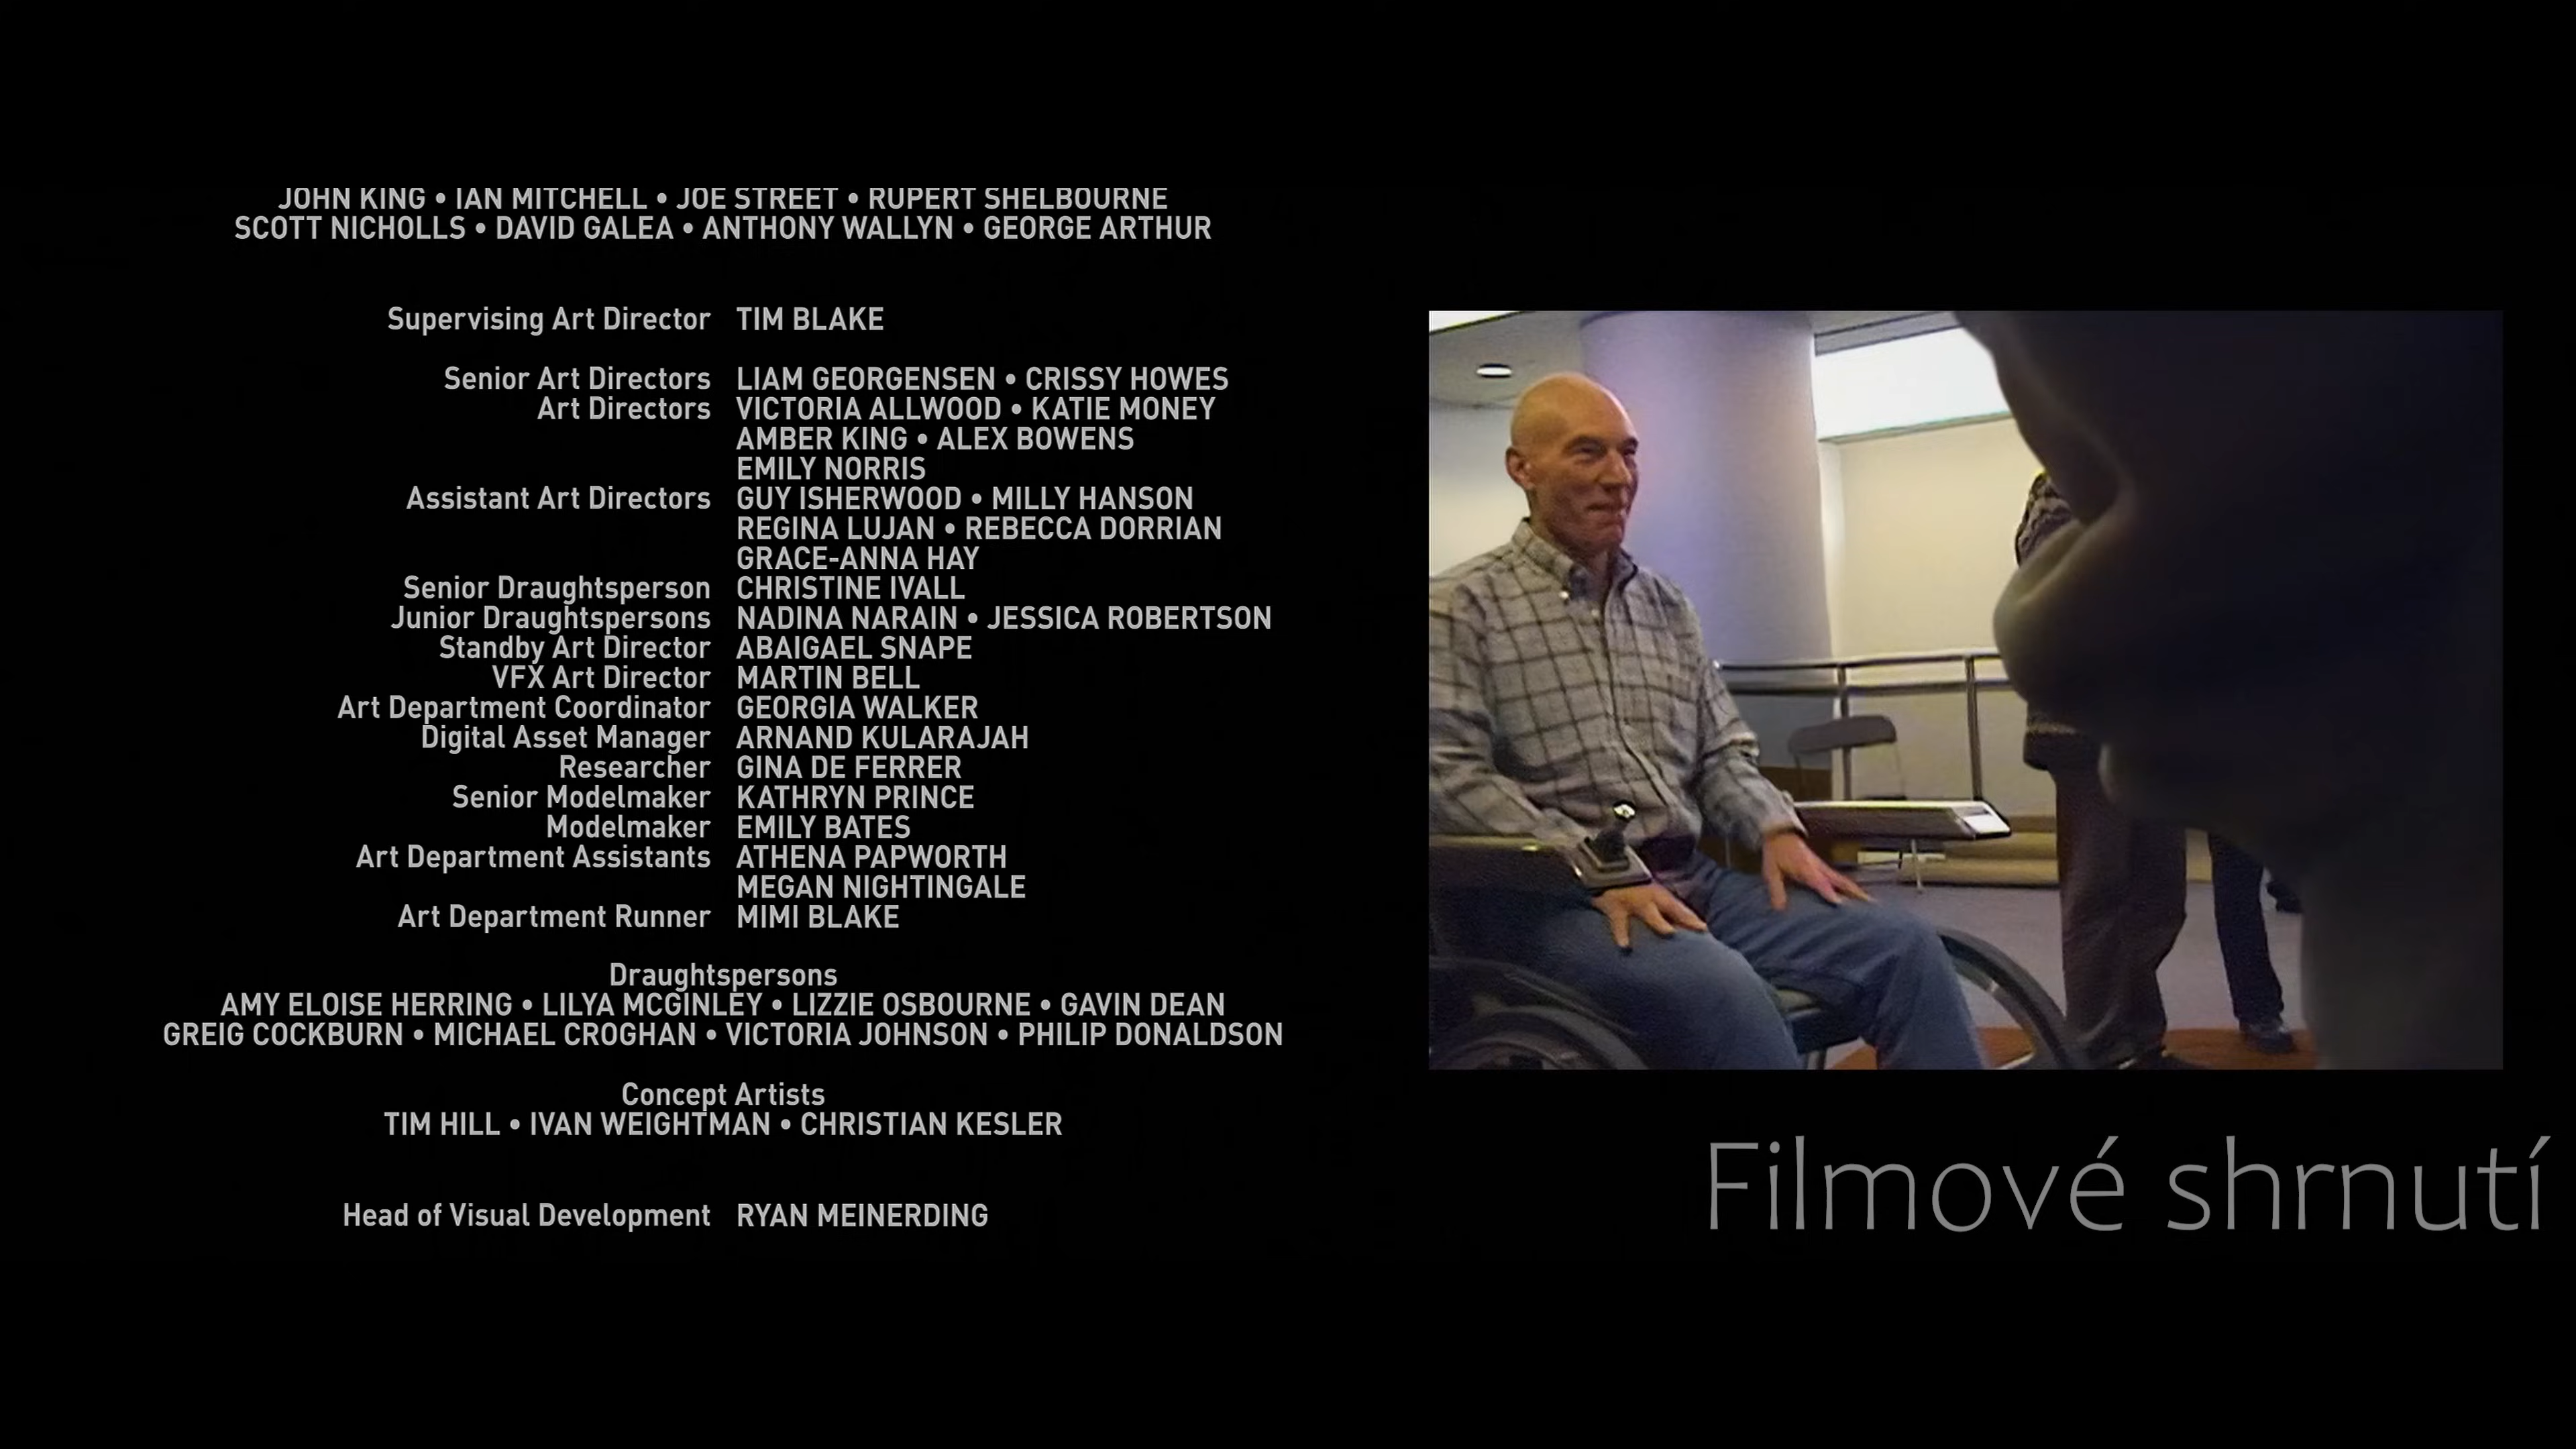 JOHN KING • IAN MITCHELL • JOE STREET • RUPERT SHELBOURNE
SCOTT NICHOLLS • DAVID GALEA • ANTHONY WALLYN • GEORGE ARTHUR
Supervising Art Director TIM BLAKE
Senior Art Directors LIAM GEORGENSEN • CRISSY HOWES
Art Directors VICTORIA ALLWOOD • KATIE MONEY
AMBER KING • ALEX BOWENS
EMILY NORRIS
Assistant Art Directors GUY ISHERWOOD • MILLY HANSON
REGINA LUJAN • REBECCA DORRIAN
GRACE-ANNA HAY
Senior Draughtsperson CHRISTINE IVALL
Junior Draughtspersons NADINA NARAIN • JESSICA ROBERTSON
Standby Art Director ABAIGAEL SNAPE
VFX Art Director MARTIN BELL
Art Department Coordinator GEORGIA WALKER
Digital Asset Manager ARNAND KULARAJAH
Researcher GINA DE FERRER
Senior Modelmaker KATHRYN PRINCE
Modelmaker EMILY BATES
Art Department Assistants ATHENA PAPWORTH
MEGAN NIGHTINGALE
Art Department Runner MIMI BLAKE
Draughtspersons
AMY ELOISE HERRING • LILYA MCGINLEY • LIZZIE OSBOURNE • GAVIN DEAN
GREIG COCKBURN • MICHAEL CROGHAN • VICTORIA JOHNSON • PHILIP DONALDSON
Concept Artists
TIM HILL • IVAN WEIGHTMAN • CHRISTIAN KESLER
Head of Visual Development RYAN MEINERDING
Filmové shrnutí